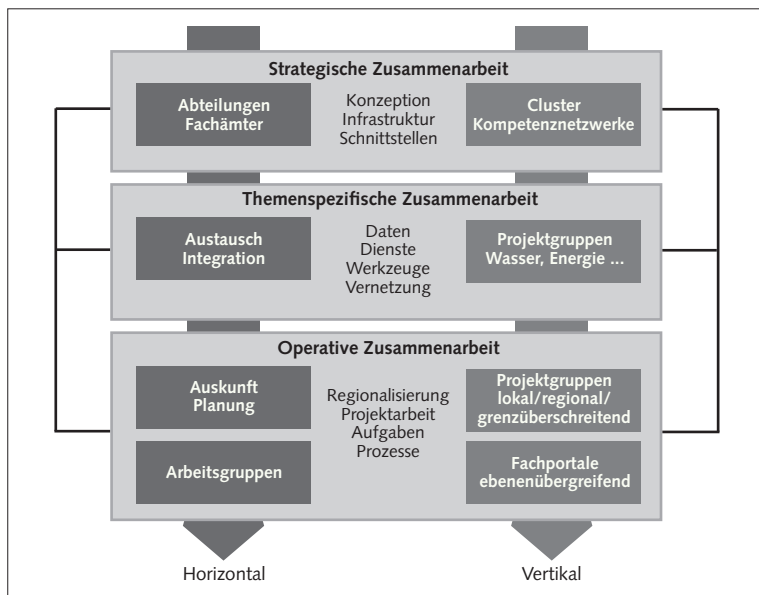 Strategische Zusammenarbeit
Abteilungen
Fachämter
Konzeption
Infrastruktur
Schnittstellen
Cluster
Kompetenznetzwerke
Themenspezifische Zusammenarbeit
Austausch
Integration
Daten
Dienste
Werkzeuge
Vernetzung
Projektgruppen
Wasser, Energie ...
Operative Zusammenarbeit
Auskunft
Planung
Arbeitsgruppen
Regionalisierung
Projektarbeit
Aufgaben
Prozesse
Projektgruppen
lokal/regional/
grenzüberschreitend
Fachportale
ebenenübergreifend
Horizontal
Vertikal